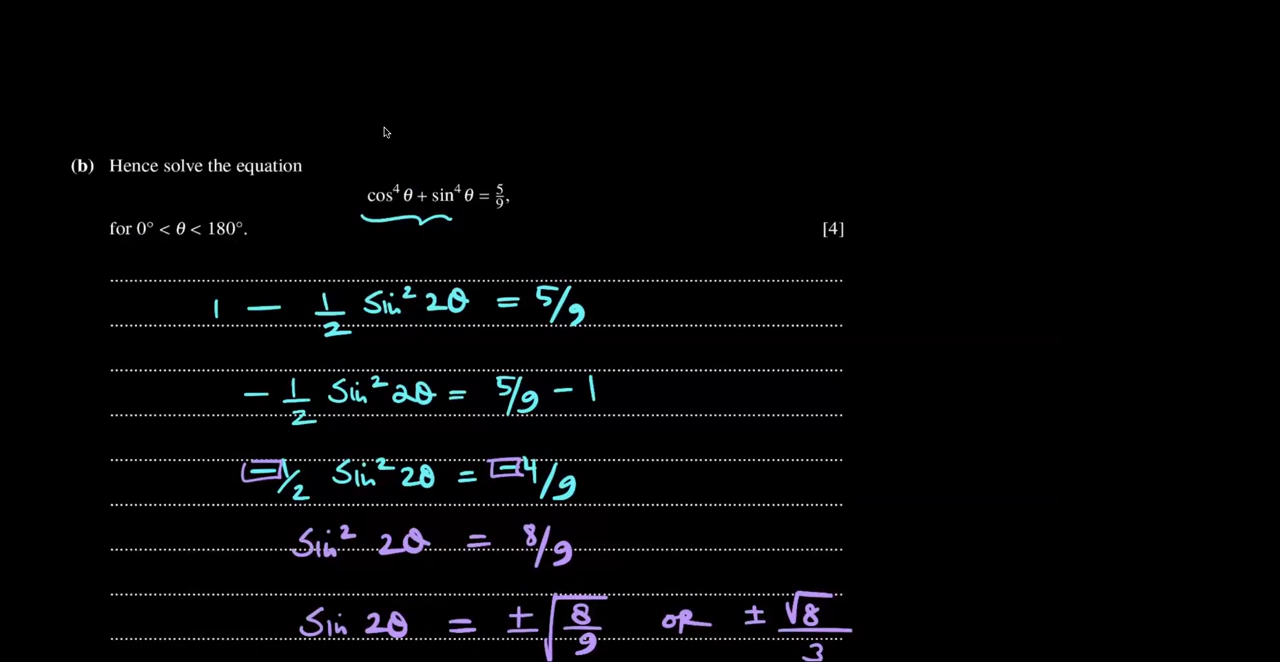 (b) Hence solve the equation
cos⁴ θ + sin⁴ θ = 5/9,
for 0° < θ < 180°. [4]
1 − 1/2 Sin² 2θ = 5/9
− 1/2 Sin² 2θ = 5/9 − 1
−1/2 Sin² 2θ = −4/9
Sin² 2θ = 8/9
Sin 2θ = ± √(8/9) OR ± √8/3